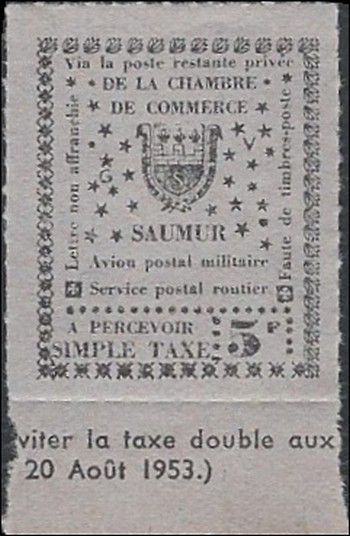 Via la poste restante privée
DE LA CHAMBRE
DE COMMERCE
Lettre non affranchie
Faute de timbres-poste
G V
S
SAUMUR
Avion postal militaire
Service postal routier
A PERCEVOIR
SIMPLE TAXE 5F
viter la taxe double aux
20 Août 1953.)